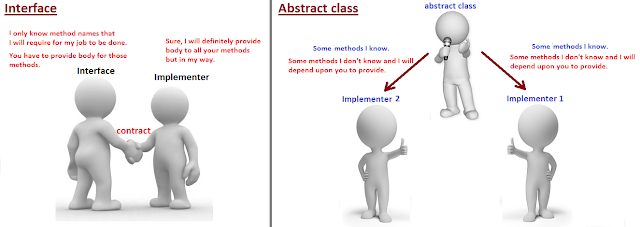 Interface
I only know method names that
I will require for my job to be done.
You have to provide body for those
methods.
Sure, I will definitely provide
body to all your methods
but in my way.
Interface
Implementer
contract
Abstract class
abstract class
Some methods I know.
Some methods I don't know and I will
depend upon you to provide.
Some methods I know.
Some methods I don't know and I will
depend upon you to provide.
Implementer 2
Implementer 1